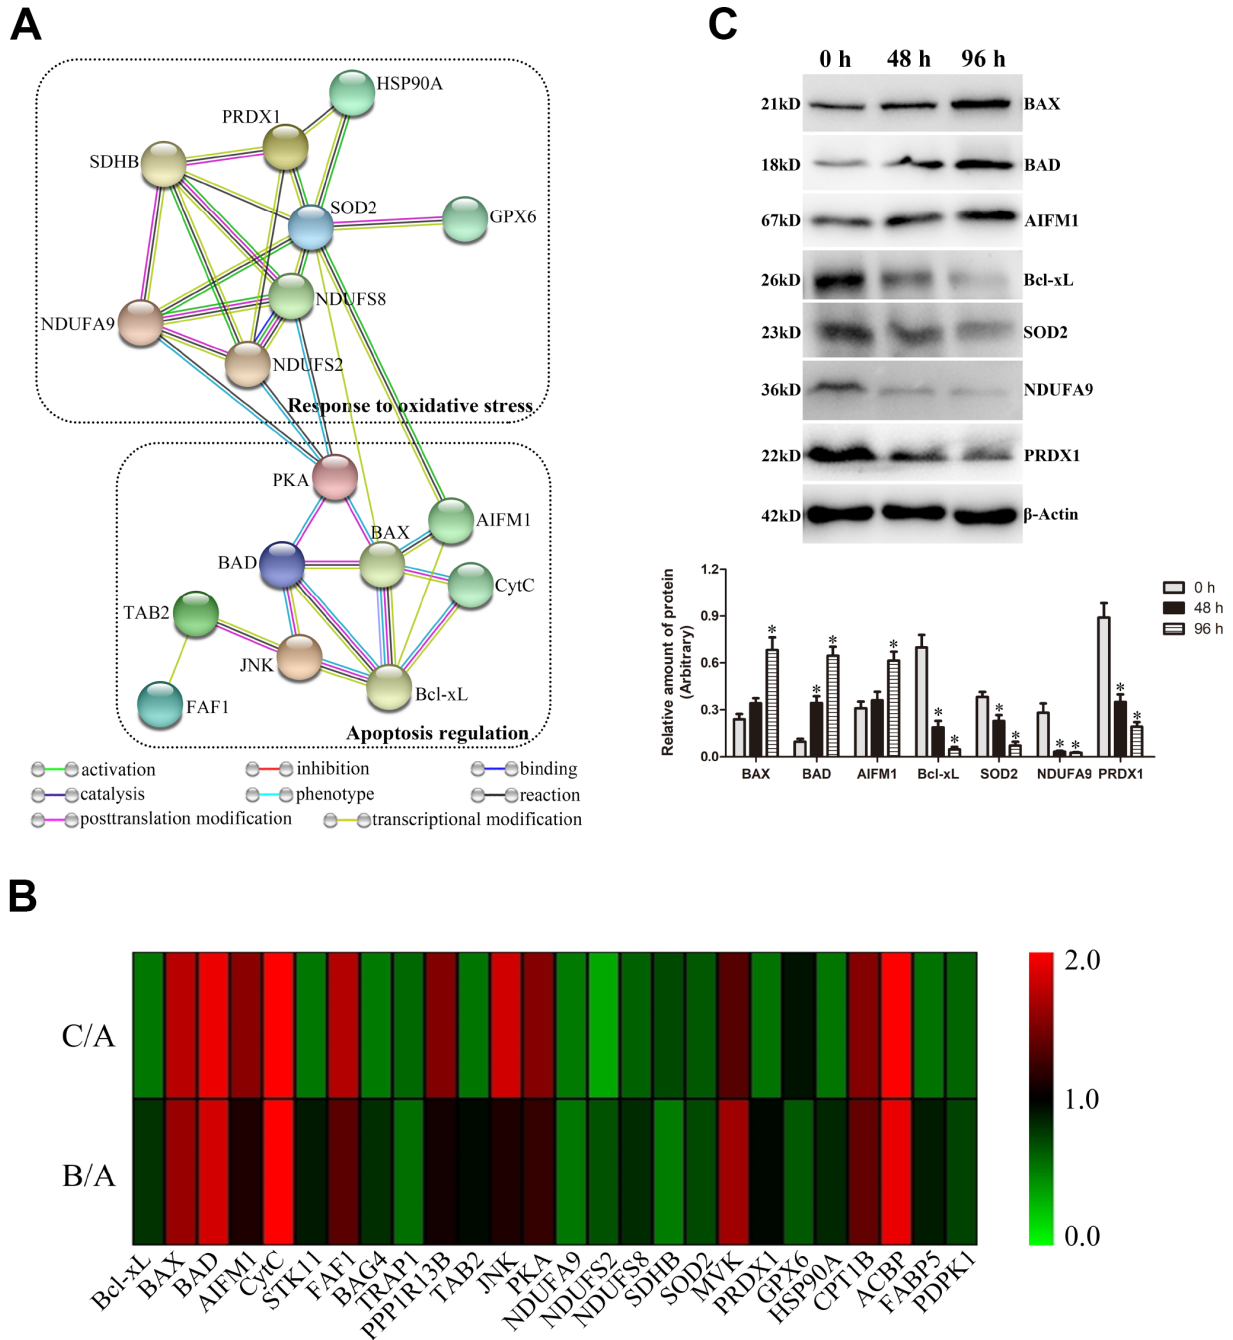 A
HSP90A
PRDX1
SDHB
SOD2
GPX6
NDUFS8
NDUFA9
NDUFS2
Response to oxidative stress
PKA
AIFM1
BAX
BAD
CytC
TAB2
JNK
Bcl-xL
FAF1
Apoptosis regulation
activation
inhibition
binding
catalysis
phenotype
reaction
posttranslation modification
transcriptional modification
C
0 h 48 h 96 h
21kD BAX
18kD BAD
67kD AIFM1
26kD Bcl-xL
23kD SOD2
36kD NDUFA9
22kD PRDX1
42kD β-Actin
Relative amount of protein
(Arbitrary)
1.2
0.9
0.6
0.3
0.0
* * * * * * * * * * *
BAX BAD AIFM1 Bcl-xL SOD2 NDUFA9 PRDX1
0 h
48 h
96 h
B
C/A
B/A
2.0
1.0
0.0
Bcl-xL
BAX
BAD
AIFM1
CytC
STK11
FAF1
BAG4
TRAP1
PPP1R13B
TAB2
JNK
PKA
NDUFA9
NDUFS2
NDUFS8
SDHB
SOD2
MVK
PRDX1
GPX6
HSP90A
CPT1B
ACBP
FABP5
PDPK1